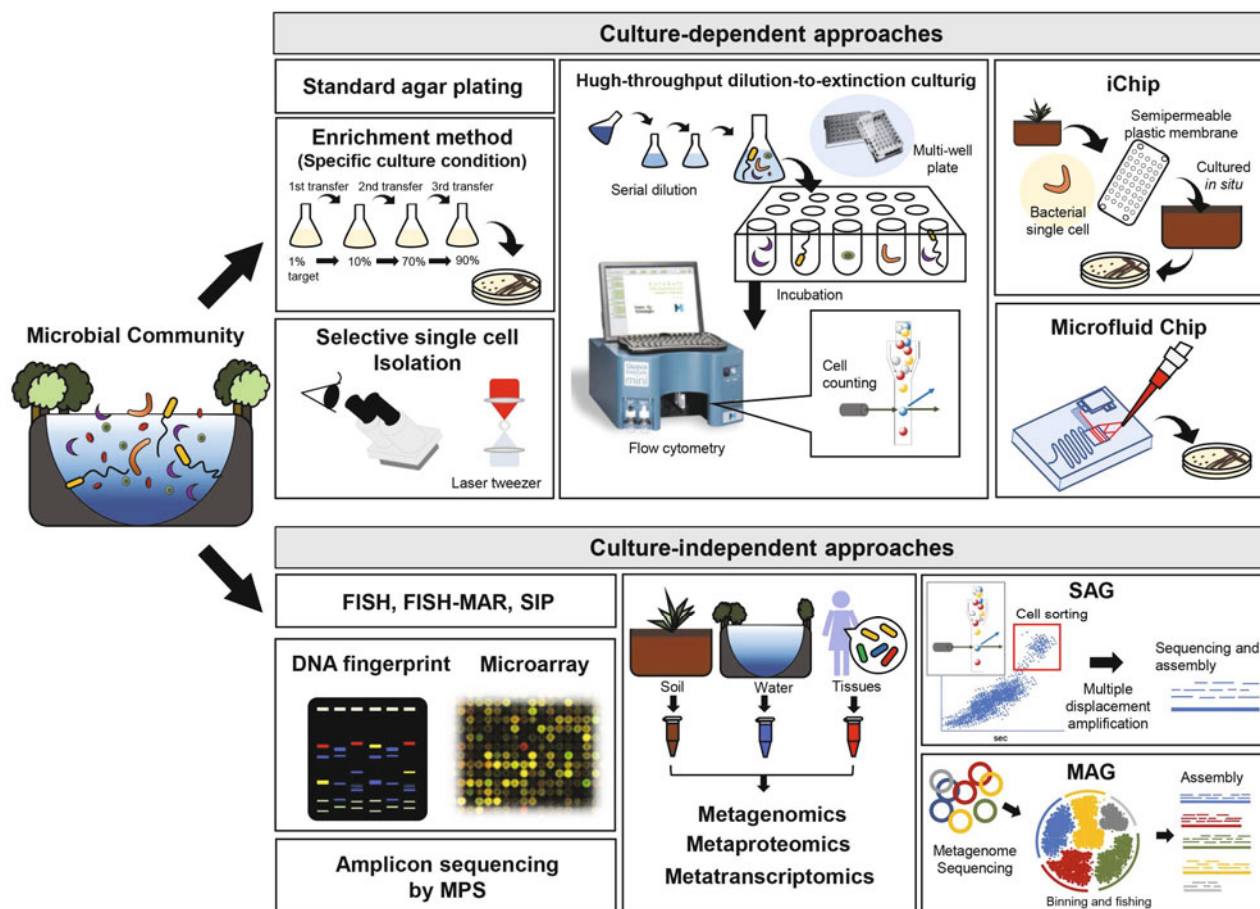 Culture-dependent approaches
Standard agar plating
Enrichment method
(Specific culture condition)
1st transfer 2nd transfer 3rd transfer
1% 10% 70% 90%
target
Selective single cell
Isolation
Laser tweezer
Hugh-throughput dilution-to-extinction culturig
Serial dilution
Multi-well
plate
Incubation
Cell
counting
Flow cytometry
iChip
Semipermeable
plastic membrane
Cultured
in situ
Bacterial
single cell
Microfluid Chip
Microbial Community
Culture-independent approaches
FISH, FISH-MAR, SIP
DNA fingerprint Microarray
Amplicon sequencing
by MPS
Soil Water Tissues
Metagenomics
Metaproteomics
Metatranscriptomics
SAG
Cell sorting
Sequencing and
assembly
Multiple
displacement
amplification
sec
MAG
Assembly
Metagenome
Sequencing
Binning and fishing